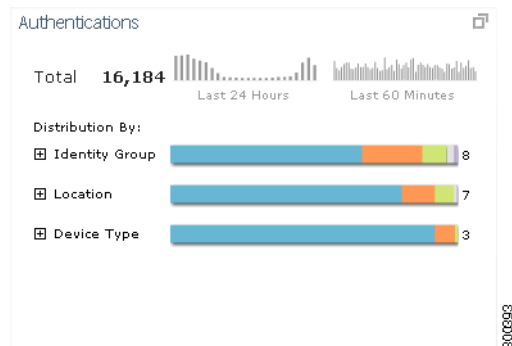 Authentications
Total 16,184
Last 24 Hours
Last 60 Minutes
Distribution By:
Identity Group 8
Location 7
Device Type 3
300393